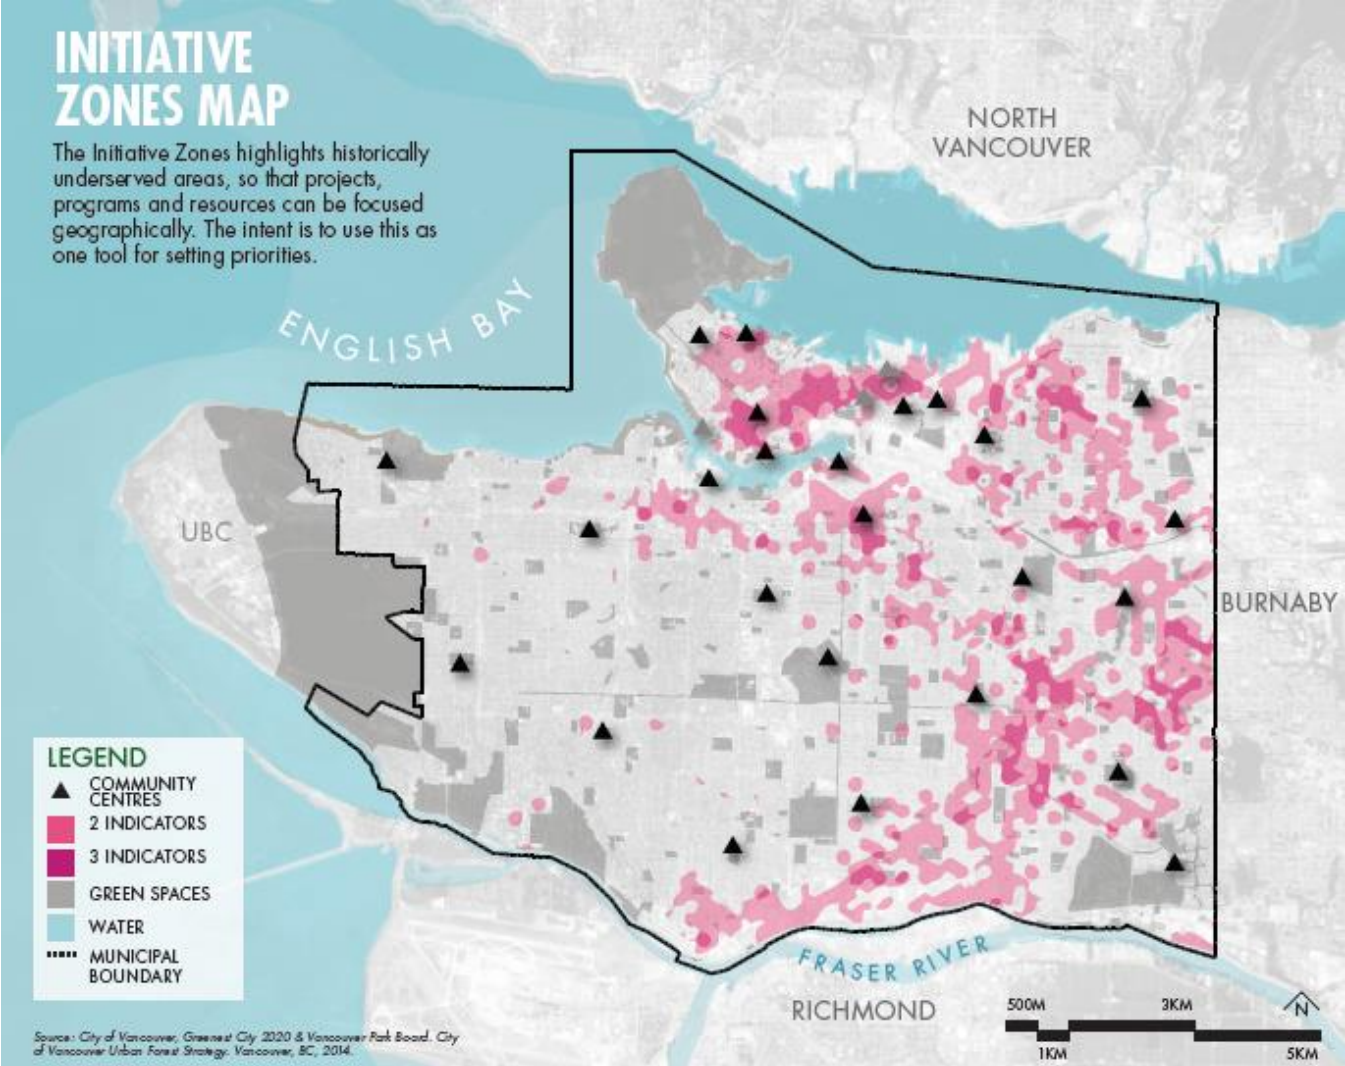 INITIATIVE
ZONES MAP
The Initiative Zones highlights historically
underserved areas, so that projects,
programs and resources can be focused
geographically. The intent is to use this as
one tool for setting priorities.
NORTH
VANCOUVER
ENGLISH BAY
UBC
BURNABY
LEGEND
COMMUNITY
CENTRES
2 INDICATORS
3 INDICATORS
GREEN SPACES
WATER
MUNICIPAL
BOUNDARY
FRASER RIVER
RICHMOND
500M 3KM
N
1KM 5KM
Source: City of Vancouver, Greenest City 2020 & Vancouver Park Board. City
of Vancouver Urban Forest Strategy. Vancouver, BC, 2014.